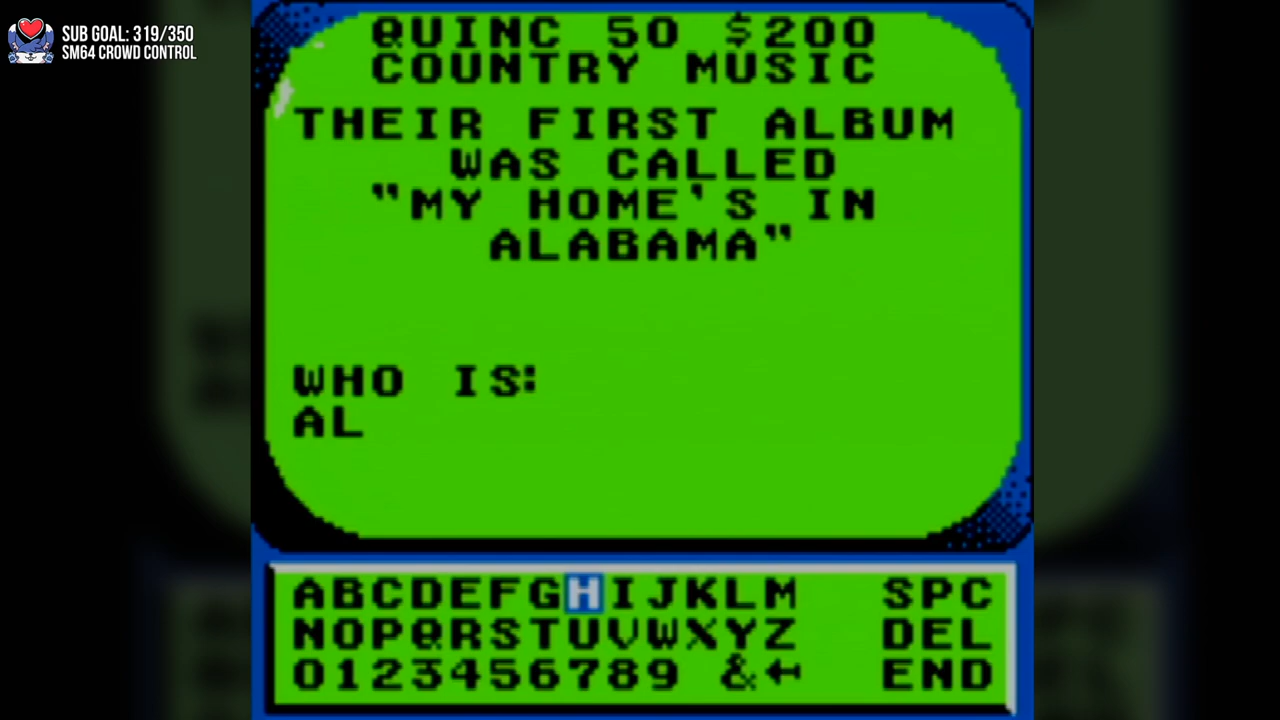 SUB GOAL: 319/350
SM64 CROWD CONTROL
QUINC 50 $200
COUNTRY MUSIC
THEIR FIRST ALBUM
WAS CALLED
"MY HOME'S IN
ALABAMA"
WHO IS:
AL
ABCDEFGHIJKLM SPC
NOPQRSTUVWXYZ DEL
0123456789 &← END